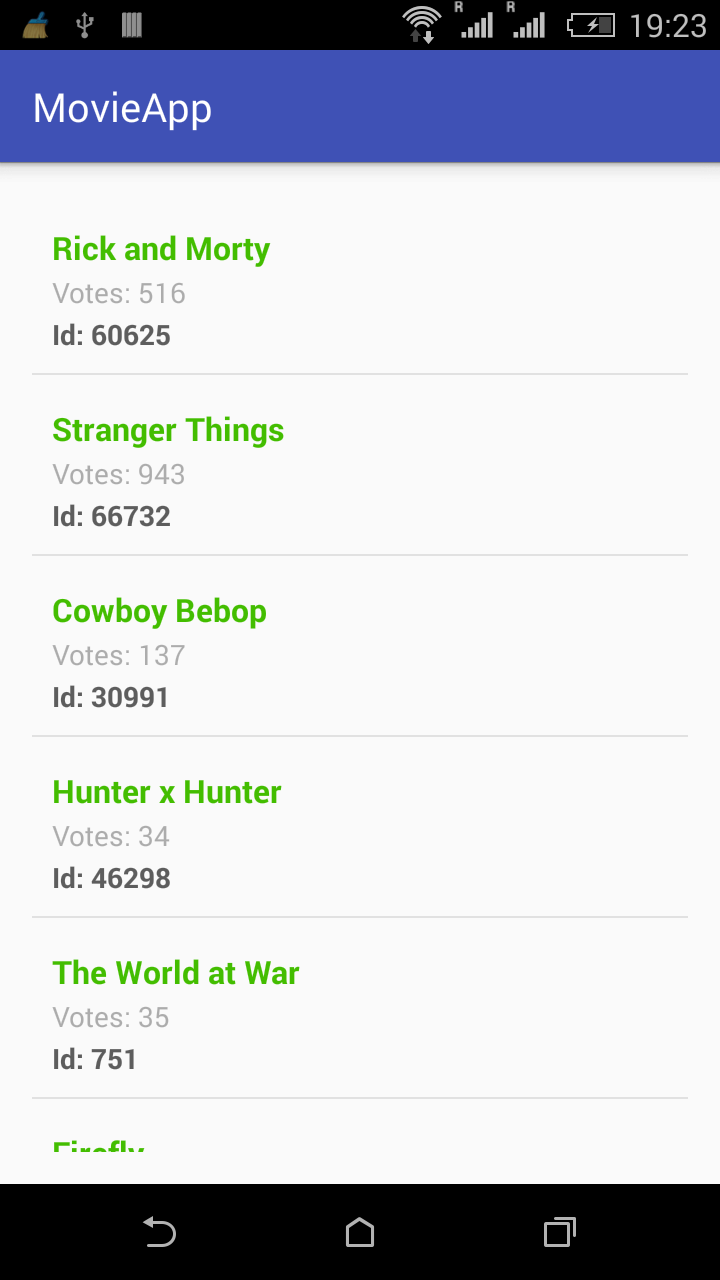 R R 19:23
MovieApp
Rick and Morty
Votes: 516
Id: 60625
Stranger Things
Votes: 943
Id: 66732
Cowboy Bebop
Votes: 137
Id: 30991
Hunter x Hunter
Votes: 34
Id: 46298
The World at War
Votes: 35
Id: 751
Firefly